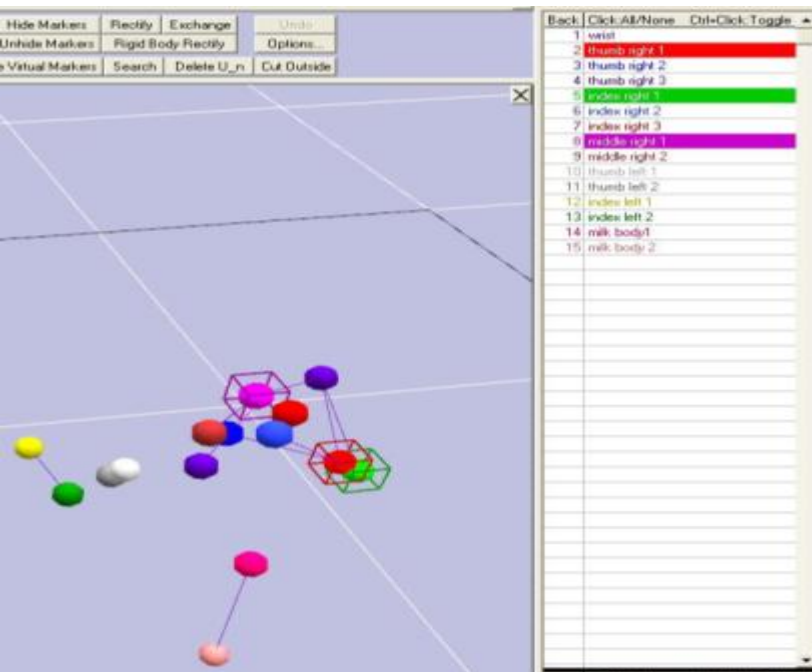 Hide Markers Rectify Exchange Undo
Unhide Markers Rigid Body Rectify Options...
Virtual Markers Search Delete U_n Cut Outside
Back Click:All/None Ctrl+Click:Toggle
1 wrist
2 thumb right 1
3 thumb right 2
4 thumb right 3
5 index right 1
6 index right 2
7 index right 3
8 middle right 1
9 middle right 2
10 thumb left 1
11 thumb left 2
12 index left 1
13 index left 2
14 milk body1
15 milk body 2